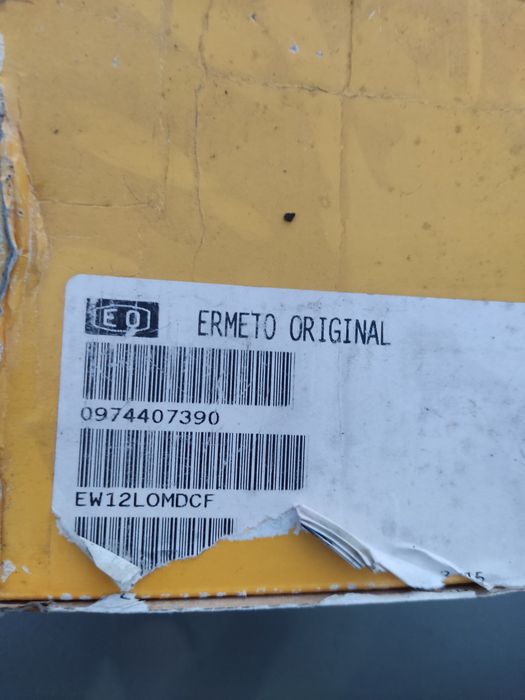 EO
ERMETO ORIGINAL
0974407390
EW12LOMDCF